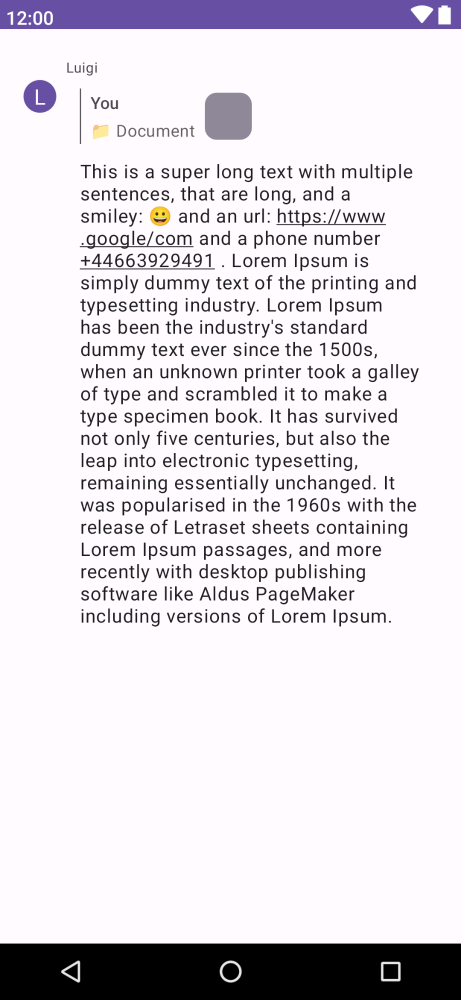 12:00
Luigi
L
You
📁 Document
This is a super long text with multiple
sentences, that are long, and a
smiley: 😀 and an url: https://www
.google/com and a phone number
+44663929491 . Lorem Ipsum is
simply dummy text of the printing and
typesetting industry. Lorem Ipsum
has been the industry's standard
dummy text ever since the 1500s,
when an unknown printer took a galley
of type and scrambled it to make a
type specimen book. It has survived
not only five centuries, but also the
leap into electronic typesetting,
remaining essentially unchanged. It
was popularised in the 1960s with the
release of Letraset sheets containing
Lorem Ipsum passages, and more
recently with desktop publishing
software like Aldus PageMaker
including versions of Lorem Ipsum.